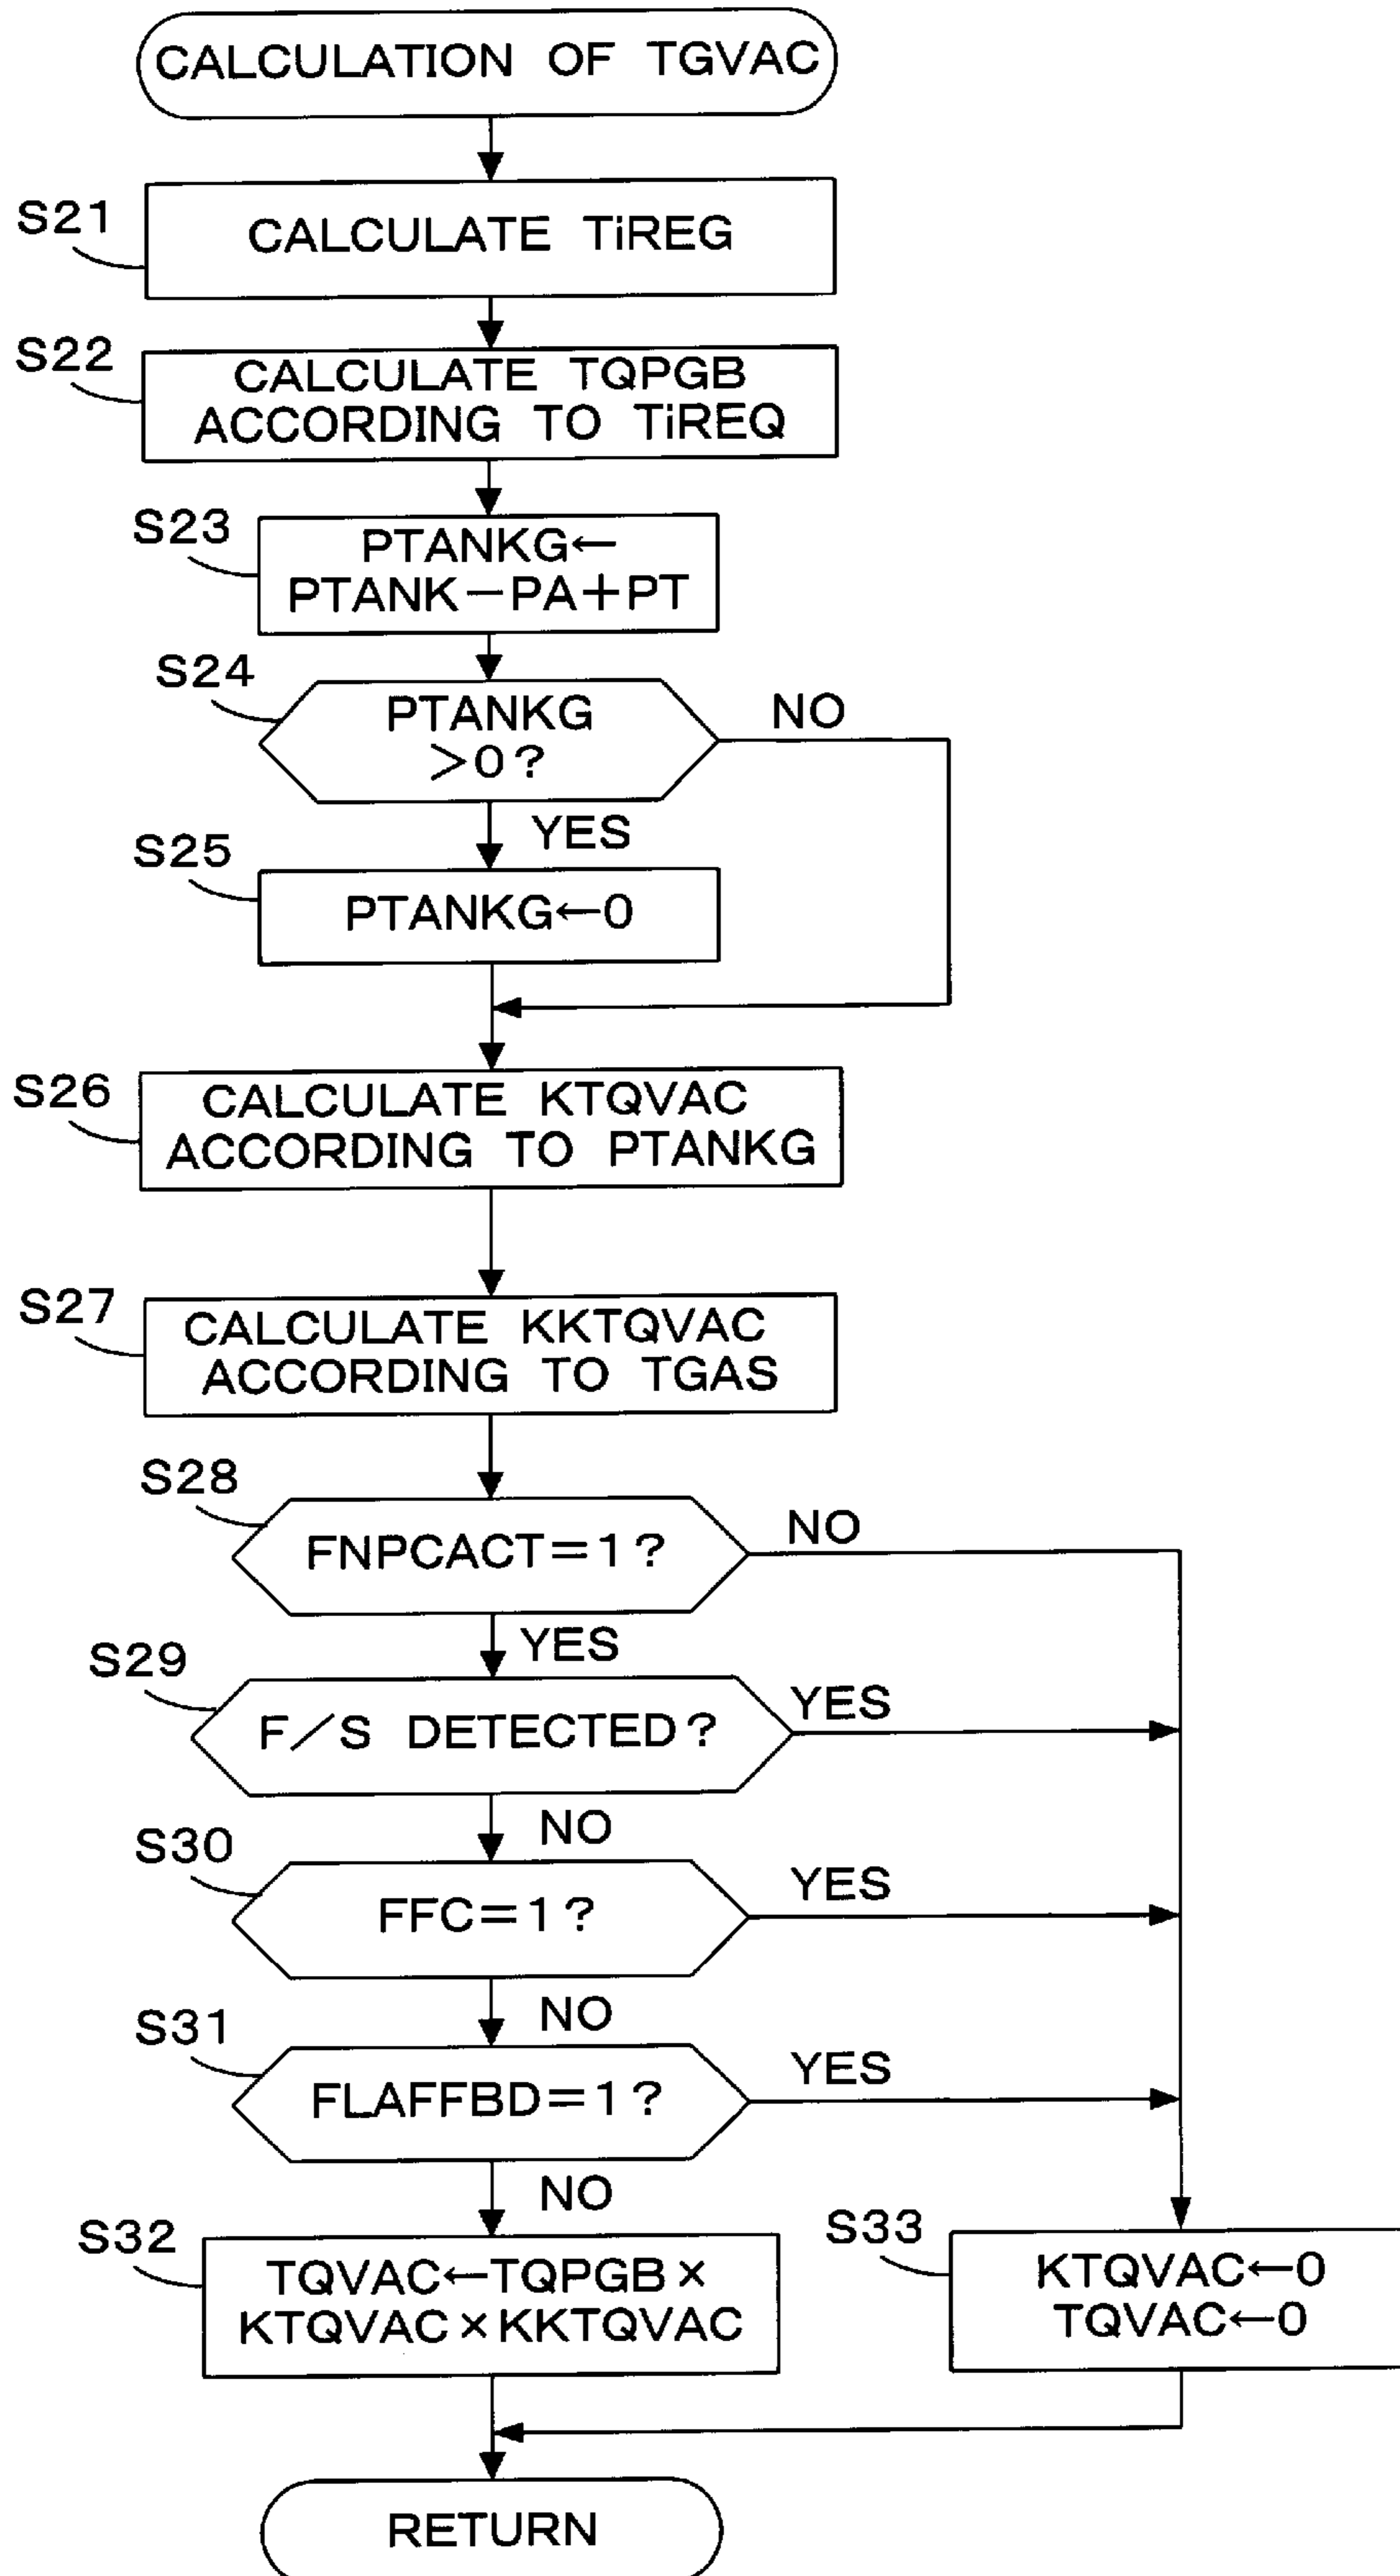 CALCULATION OF TGVAC
S21
CALCULATE TiREG
S22
CALCULATE TQPGB
ACCORDING TO TiREQ
S23
PTANKG←
PTANK−PA+PT
S24
PTANKG
>0?
NO
YES
S25
PTANKG←0
S26
CALCULATE KTQVAC
ACCORDING TO PTANKG
S27
CALCULATE KKTQVAC
ACCORDING TO TGAS
S28
FNPCACT=1?
NO
YES
S29
F/S DETECTED?
YES
NO
S30
FFC=1?
YES
NO
S31
FLAFFBD=1?
YES
NO
S32
TQVAC←TQPGB×
KTQVAC×KKTQVAC
S33
KTQVAC←0
TQVAC←0
RETURN